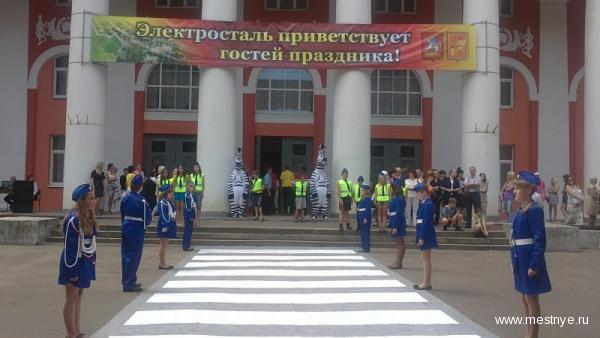 Электросталь приветствует
гостей праздника!
www.mestnye.ru